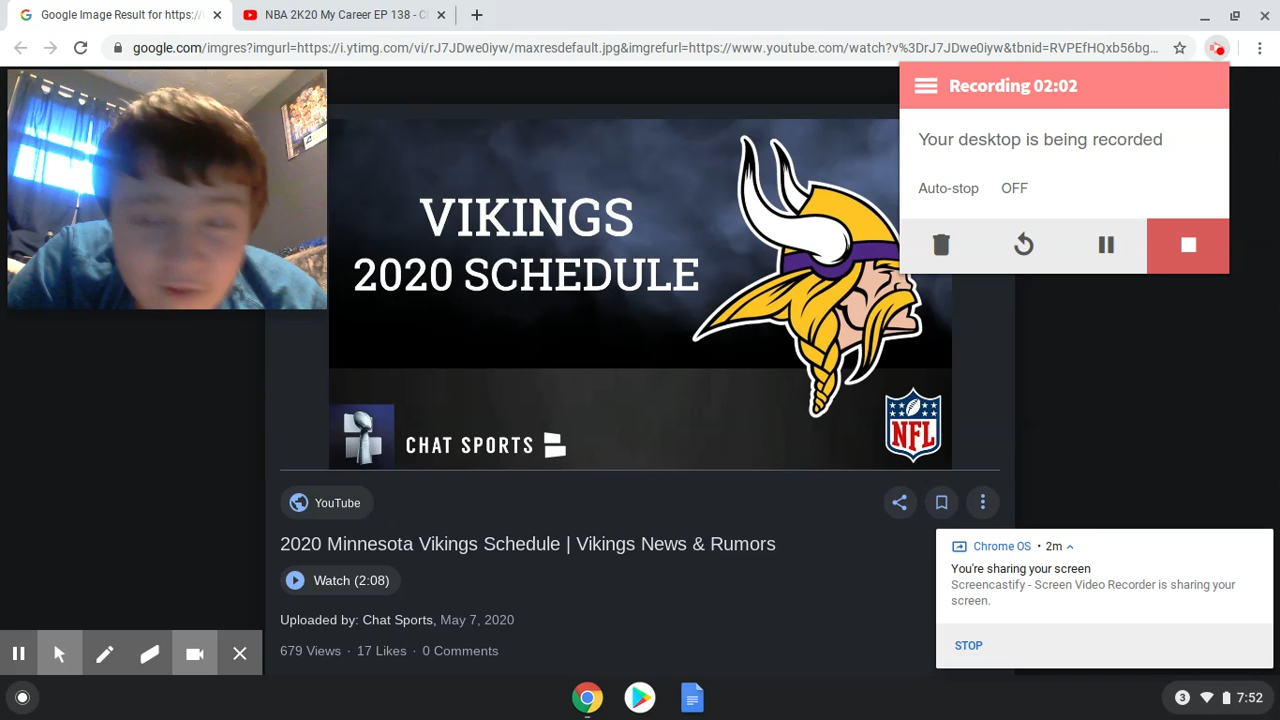 Google Image Result for https://
NBA 2K20 My Career EP 138 - C
google.com/imgres?imgurl=https://i.ytimg.com/vi/rJ7JDwe0iyw/maxresdefault.jpg&imgrefurl=https://www.youtube.com/watch?v%3DrJ7JDwe0iyw&tbnid=RVPEfHQxb56bg...
Recording 02:02
Your desktop is being recorded
Auto-stop OFF
VIKINGS
2020 SCHEDULE
NFL
CHAT SPORTS
YouTube
2020 Minnesota Vikings Schedule | Vikings News & Rumors
Watch (2:08)
Uploaded by: Chat Sports, May 7, 2020
679 Views · 17 Likes · 0 Comments
Chrome OS • 2m
You're sharing your screen
Screencastify - Screen Video Recorder is sharing your
screen.
STOP
3 7:52